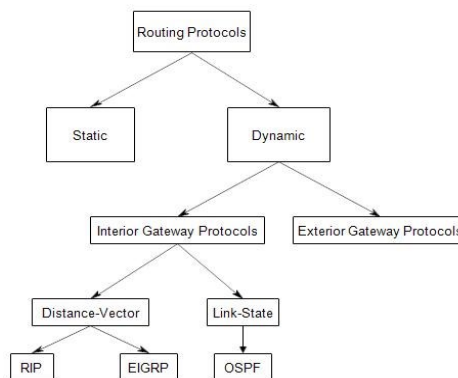 Routing Protocols
Static
Dynamic
Interior Gateway Protocols
Exterior Gateway Protocols
Distance-Vector
Link-State
RIP
EIGRP
OSPF